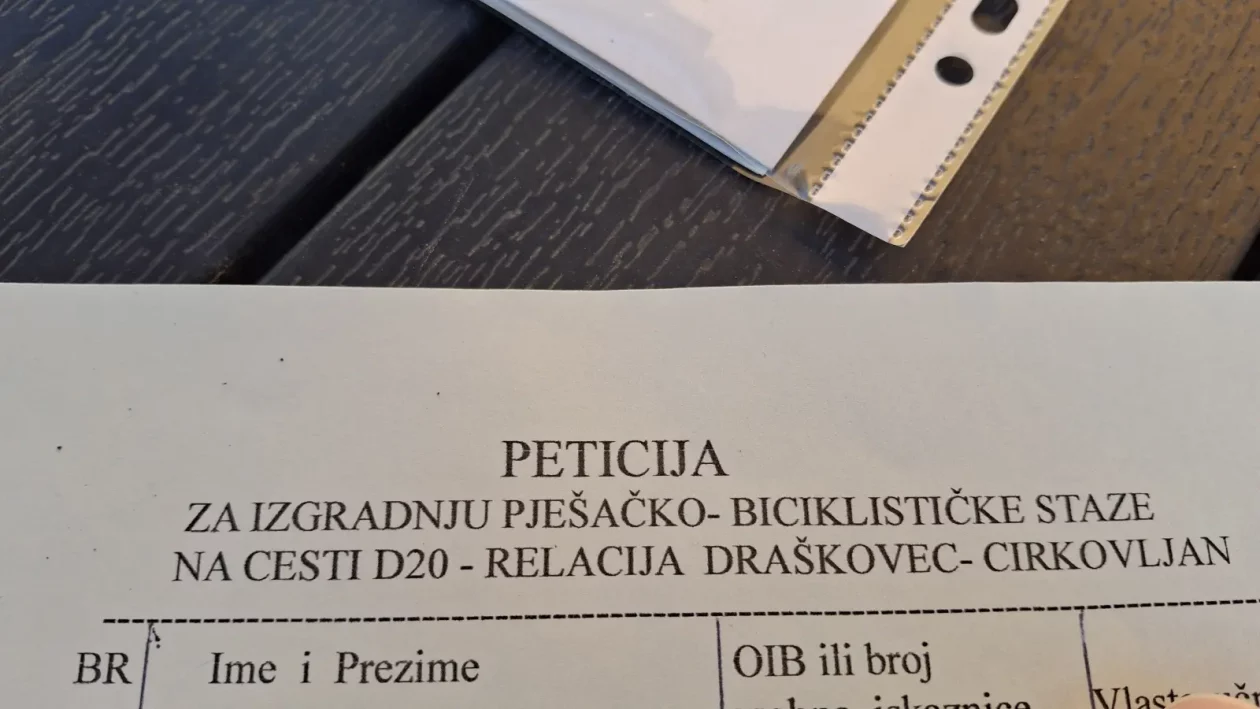 PETICIJA
ZA IZGRADNJU PJEŠAČKO- BICIKLISTIČKE STAZE
NA CESTI D20 - RELACIJA DRAŠKOVEC- CIRKOVLJAN
BR Ime i Prezime OIB ili broj